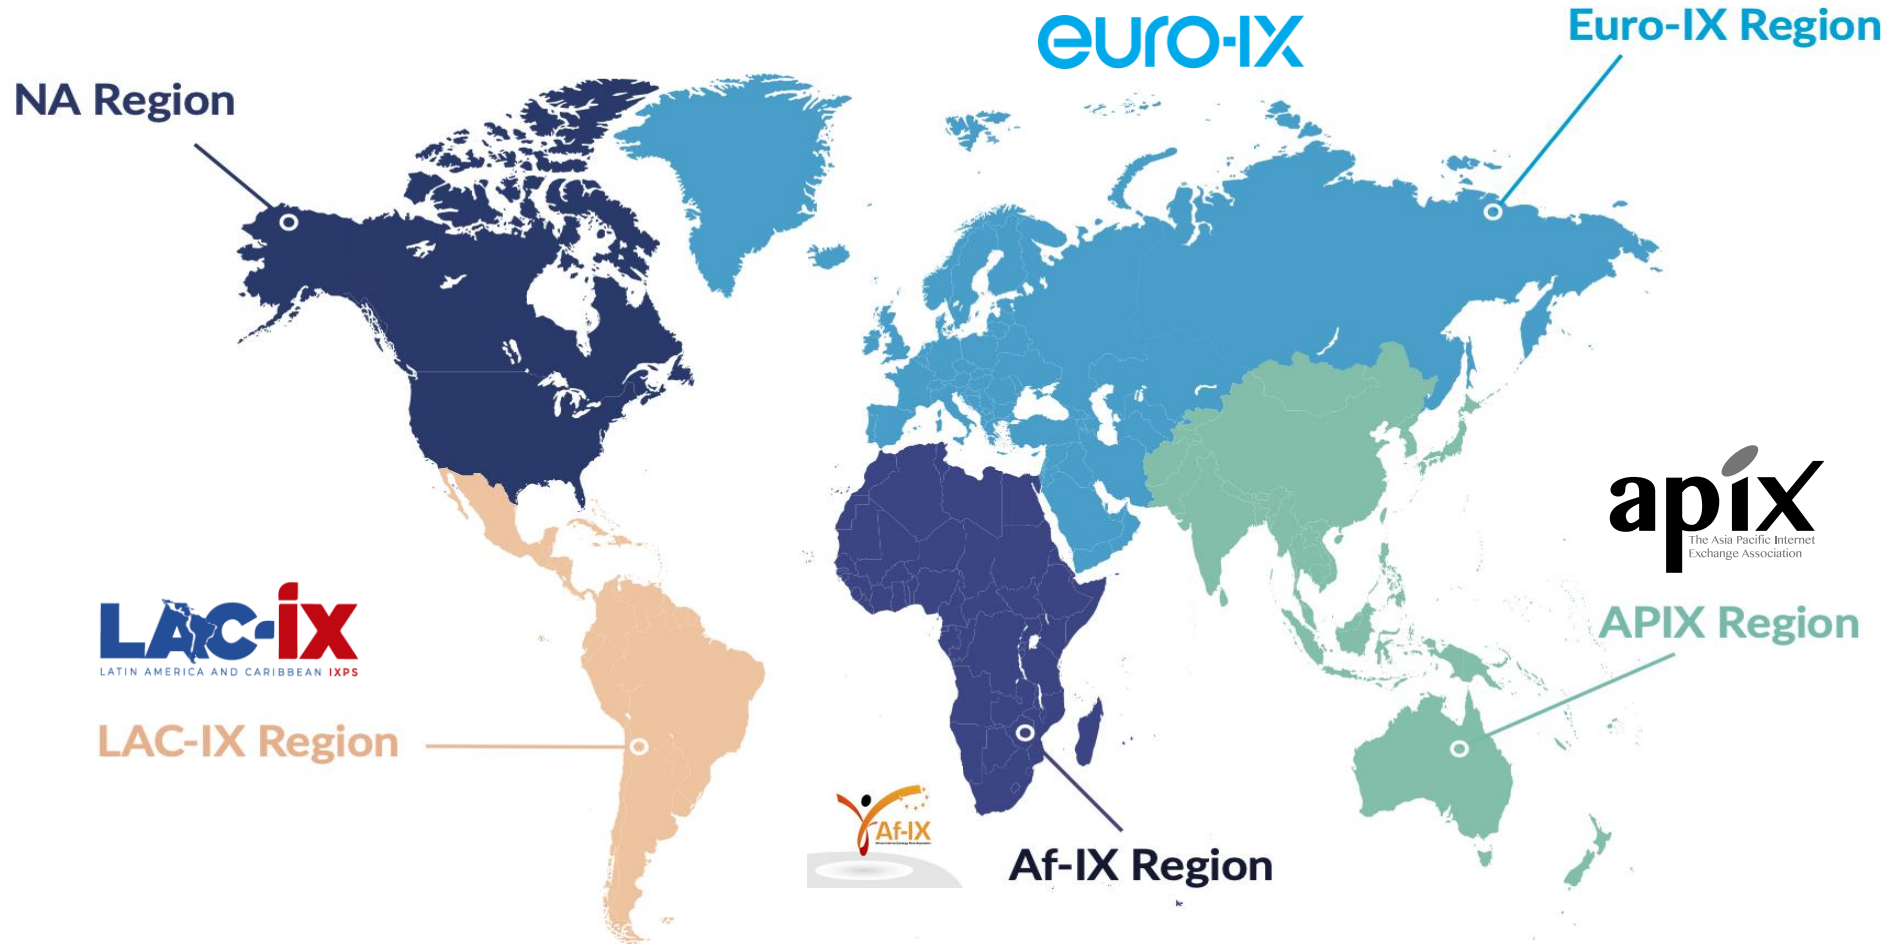 euro-ix
Euro-IX Region
NA Region
apix
The Asia Pacific Internet
Exchange Association
APIX Region
LAC-iX
LATIN AMERICA AND CARIBBEAN IXPS
LAC-IX Region
Af-IX
Af-IX Region